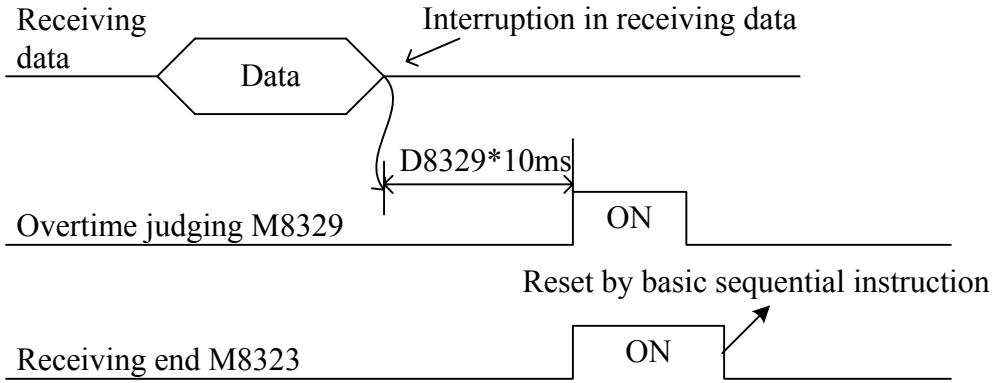 Receiving
data
Interruption in receiving data
Data
D8329*10ms
Overtime judging M8329
ON
Reset by basic sequential instruction
Receiving end M8323
ON